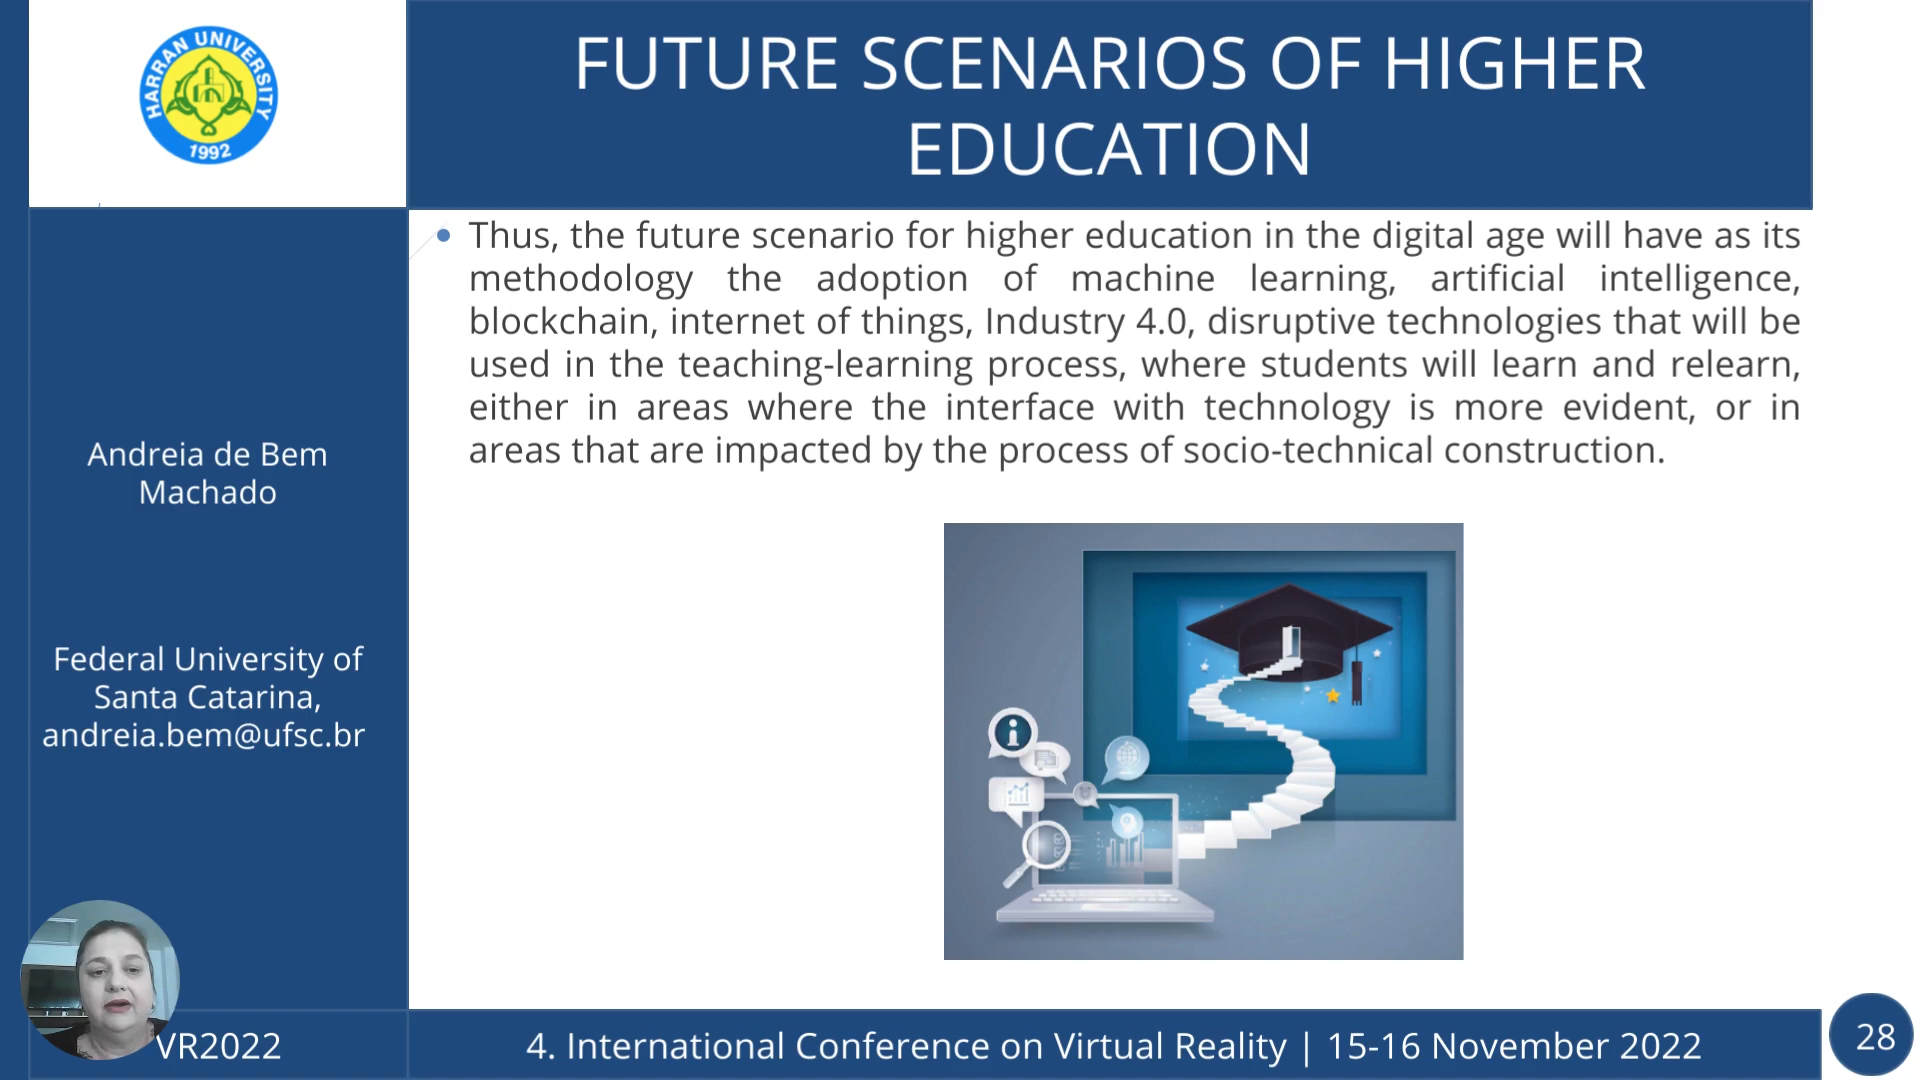 HARRAN UNIVERSITY
1992
FUTURE SCENARIOS OF HIGHER
EDUCATION
Thus, the future scenario for higher education in the digital age will have as its
methodology the adoption of machine learning, artificial intelligence,
blockchain, internet of things, Industry 4.0, disruptive technologies that will be
used in the teaching-learning process, where students will learn and relearn,
either in areas where the interface with technology is more evident, or in
areas that are impacted by the process of socio-technical construction.
Andreia de Bem
Machado
Federal University of
Santa Catarina,
andreia.bem@ufsc.br
VR2022
4. International Conference on Virtual Reality | 15-16 November 2022
28